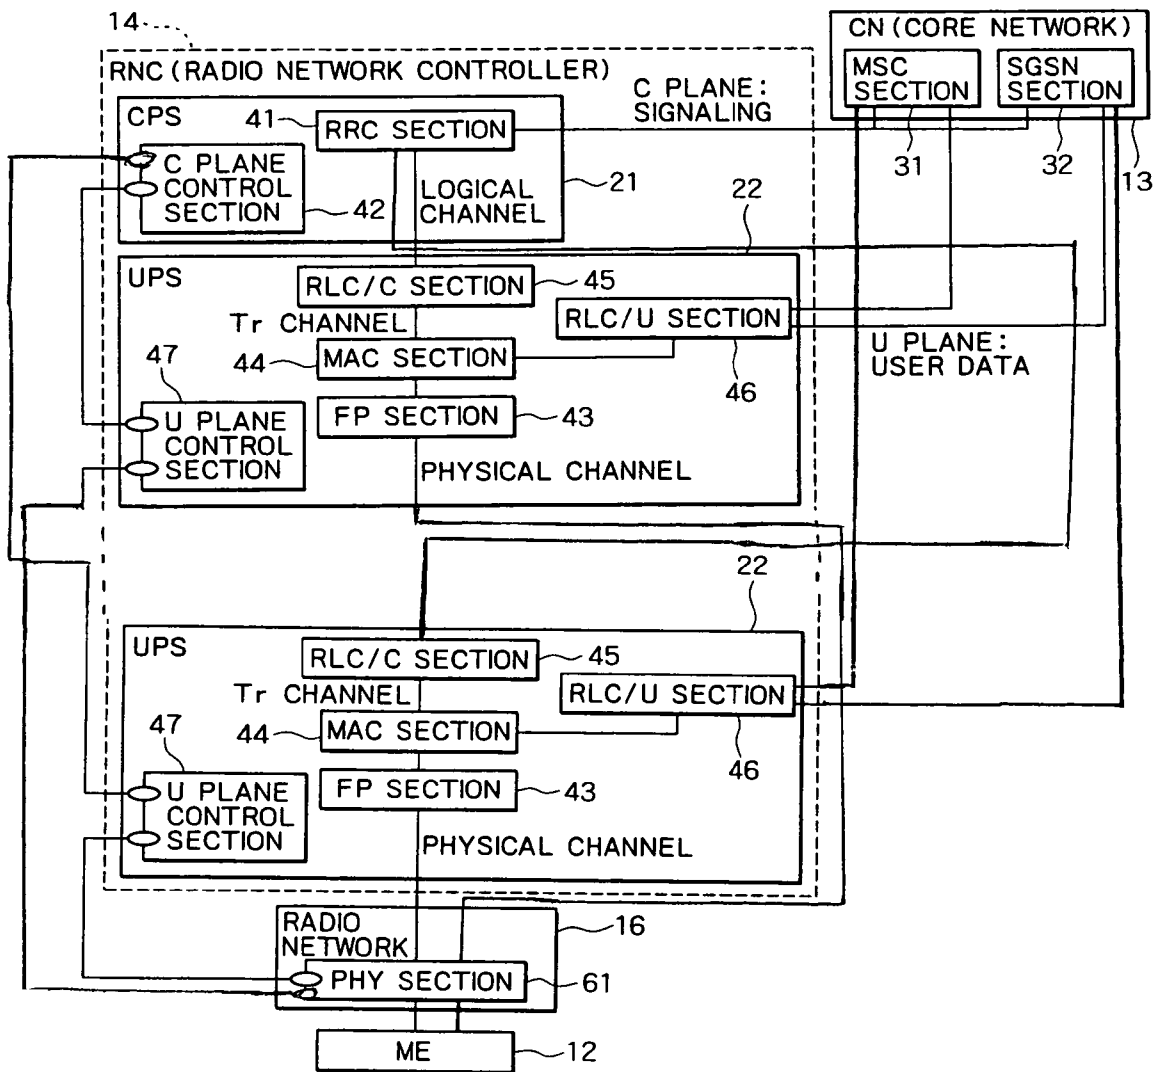 14
CN (CORE NETWORK)
RNC (RADIO NETWORK CONTROLLER)
MSC
SECTION
SGSN
SECTION
C PLANE:
SIGNALING
CPS
41
RRC SECTION
31
32
13
C PLANE
CONTROL
SECTION
42
LOGICAL
CHANNEL
21
22
UPS
RLC/C SECTION
45
RLC/U SECTION
Tr CHANNEL
44
MAC SECTION
46
U PLANE:
USER DATA
47
FP SECTION
43
U PLANE
CONTROL
SECTION
PHYSICAL CHANNEL
22
UPS
RLC/C SECTION
45
RLC/U SECTION
Tr CHANNEL
44
MAC SECTION
46
47
FP SECTION
43
U PLANE
CONTROL
SECTION
PHYSICAL CHANNEL
RADIO
NETWORK
16
PHY SECTION
61
ME
12